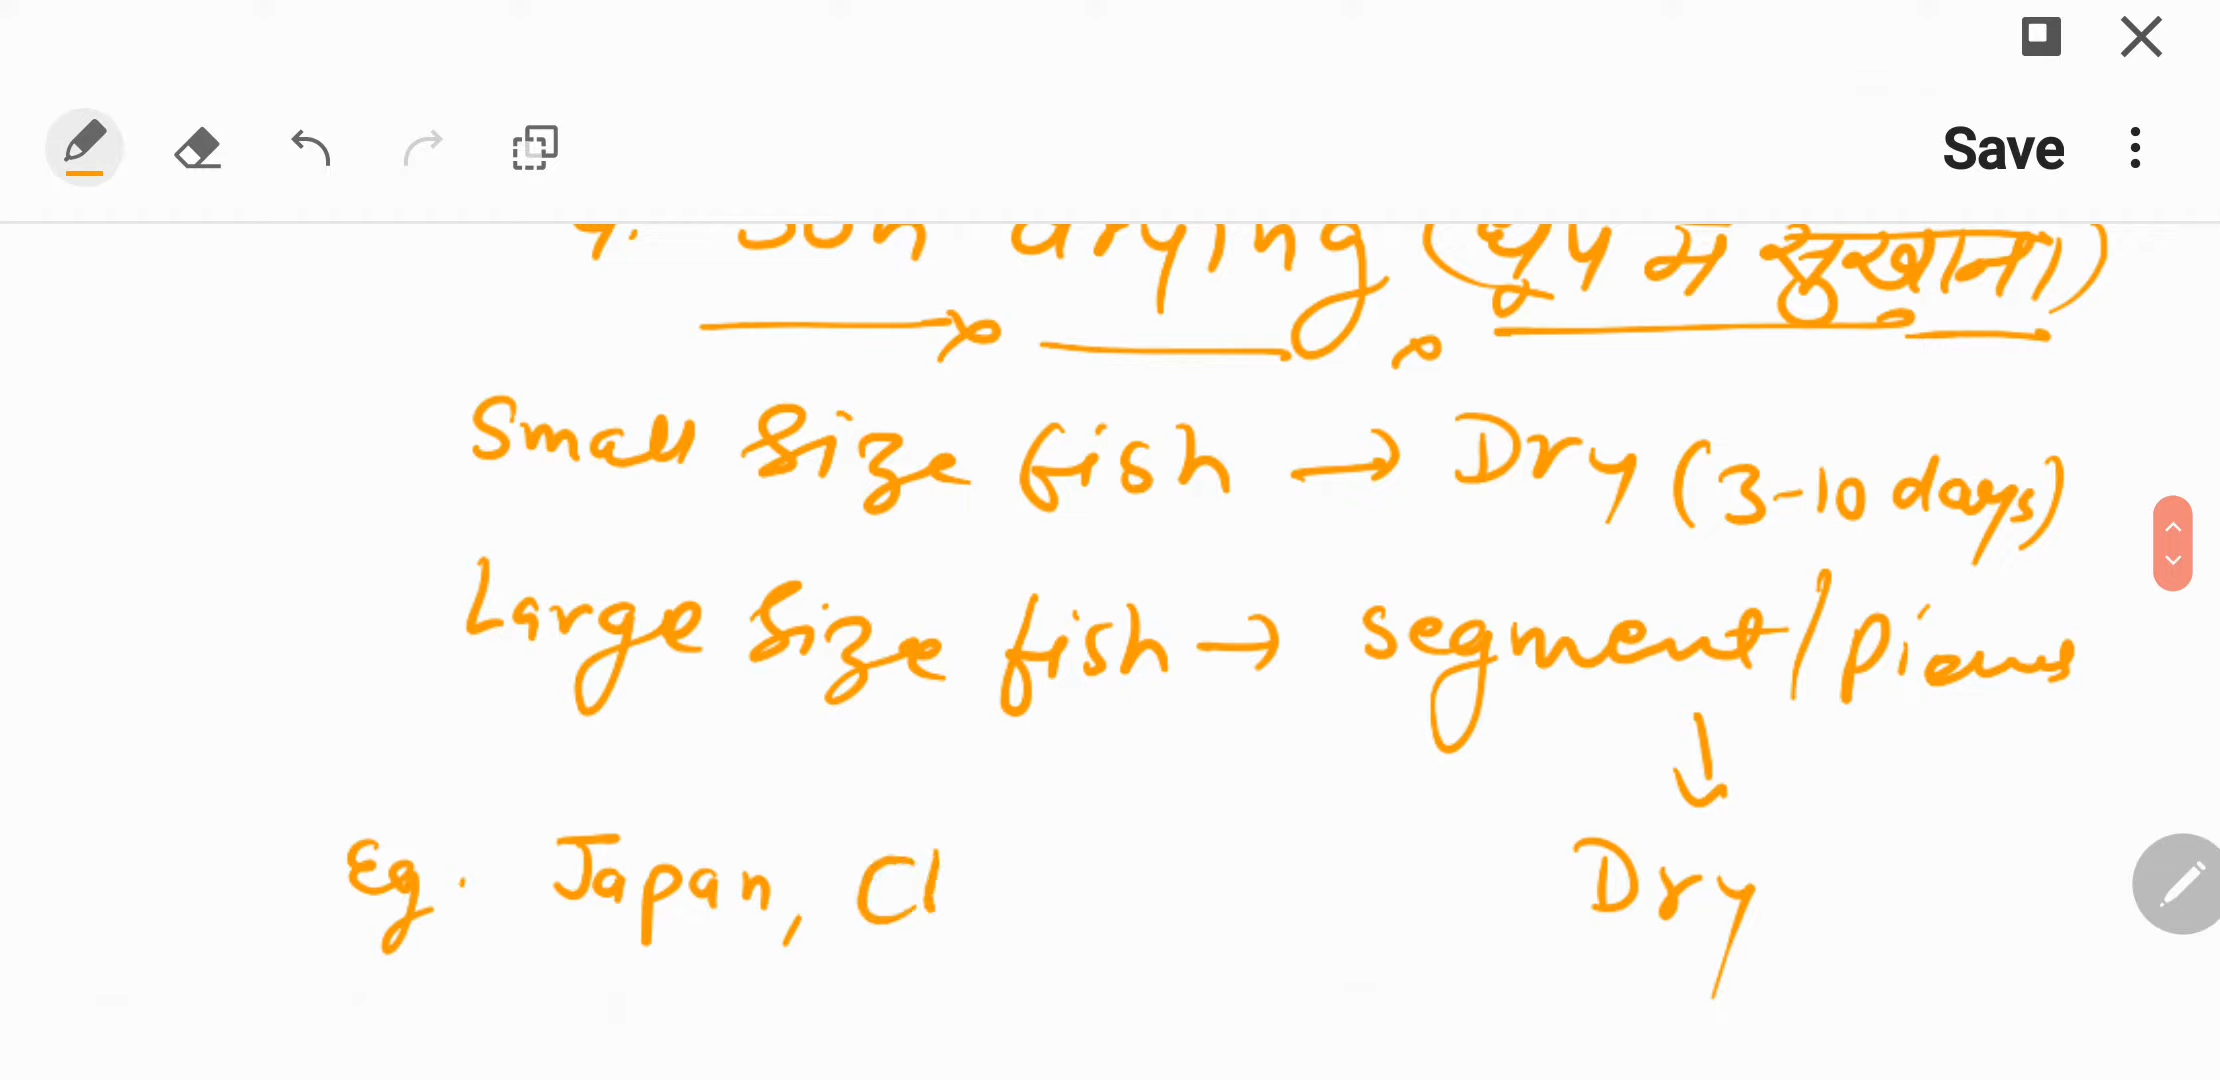 Save
4. Sun drying (धूप में सुखाना)
Small Size fish → Dry (3-10 days)
Large Size fish → segment/pieces
↓
Eg. Japan, Cl
Dry